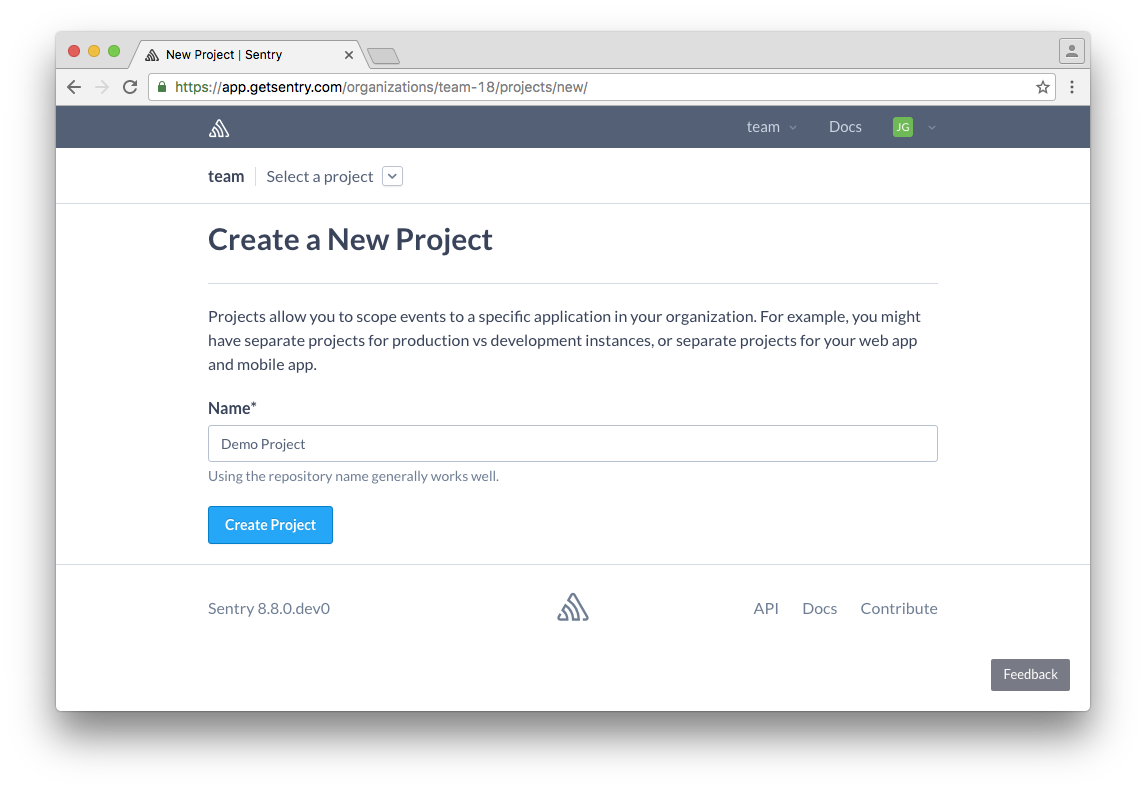 New Project | Sentry
https://app.getsentry.com/organizations/team-18/projects/new/
team Docs JG
team Select a project
Create a New Project
Projects allow you to scope events to a specific application in your organization. For example, you might
have separate projects for production vs development instances, or separate projects for your web app
and mobile app.
Name*
Demo Project
Using the repository name generally works well.
Create Project
Sentry 8.8.0.dev0 API Docs Contribute
Feedback